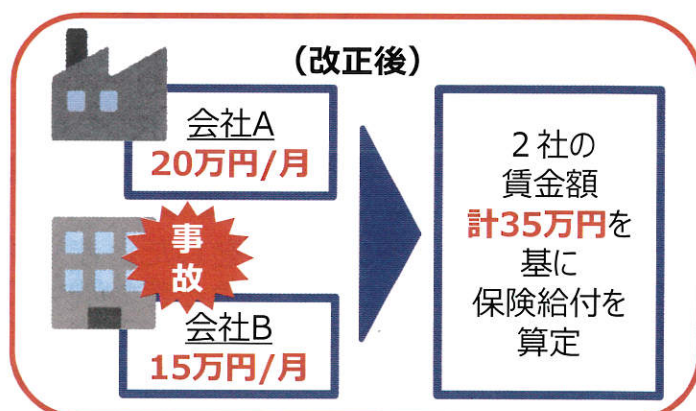 （改正後）
会社A
20万円/月
事
故
会社B
15万円/月
２社の
賃金額
計35万円を
基に
保険給付を
算定